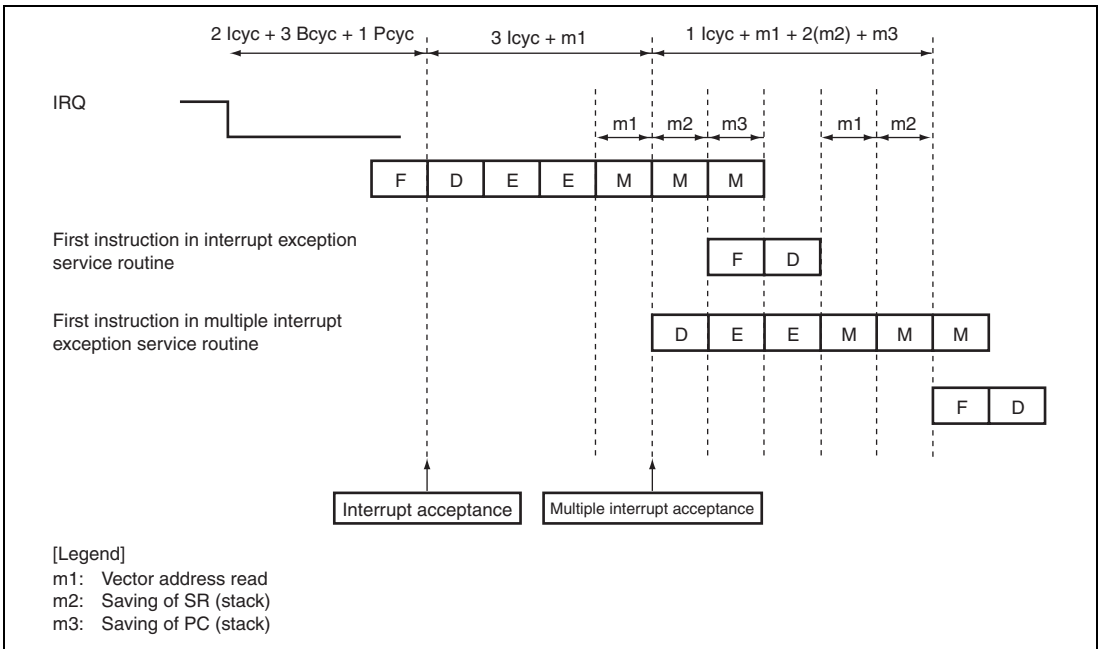 2 Icyc + 3 Bcyc + 1 Pcyc
3 Icyc + m1
1 Icyc + m1 + 2(m2) + m3
IRQ
m1
m2
m3
m1
m2
F
D
E
E
M
M
M
First instruction in interrupt exception
service routine
F
D
First instruction in multiple interrupt
exception service routine
D
E
E
M
M
M
F
D
Interrupt acceptance
Multiple interrupt acceptance
[Legend]
m1: Vector address read
m2: Saving of SR (stack)
m3: Saving of PC (stack)